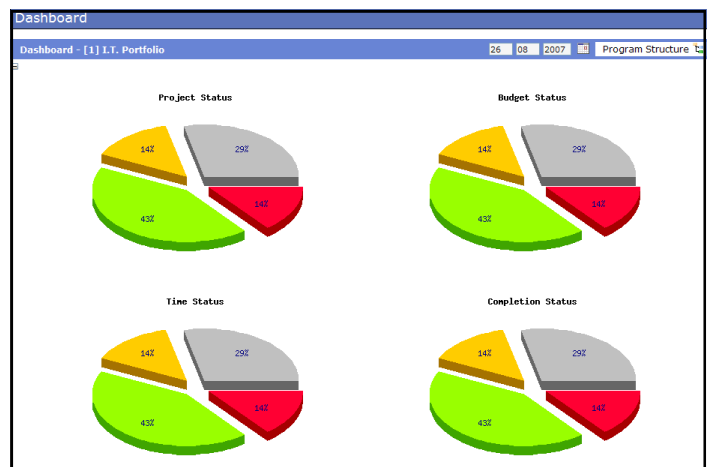 Dashboard
Dashboard - [1] I.T. Portfolio 26 08 2007 Program Structure
Project Status Budget Status
14% 29% 14% 29%
14% 14%
43% 43%
Time Status Completion Status
14% 29% 14% 29%
14% 14%
43% 43%